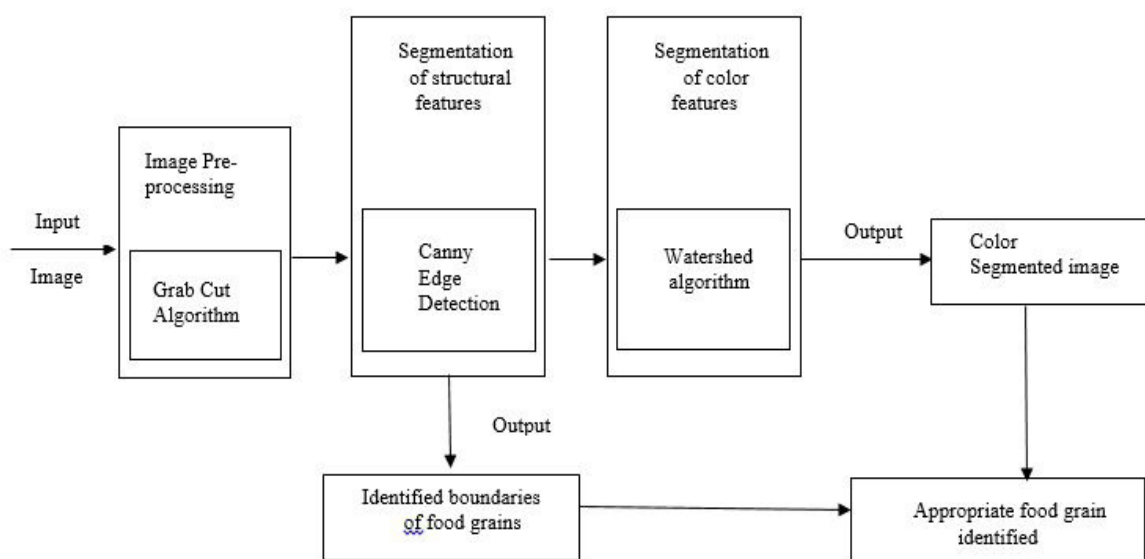 Segmentation
of structural
features
Segmentation
of color
features
Image Pre-
processing
Input
Image
Grab Cut
Algorithm
Canny
Edge
Detection
Watershed
algorithm
Output
Color
Segmented image
Output
Identified boundaries
of food grains
Appropriate food grain
identified